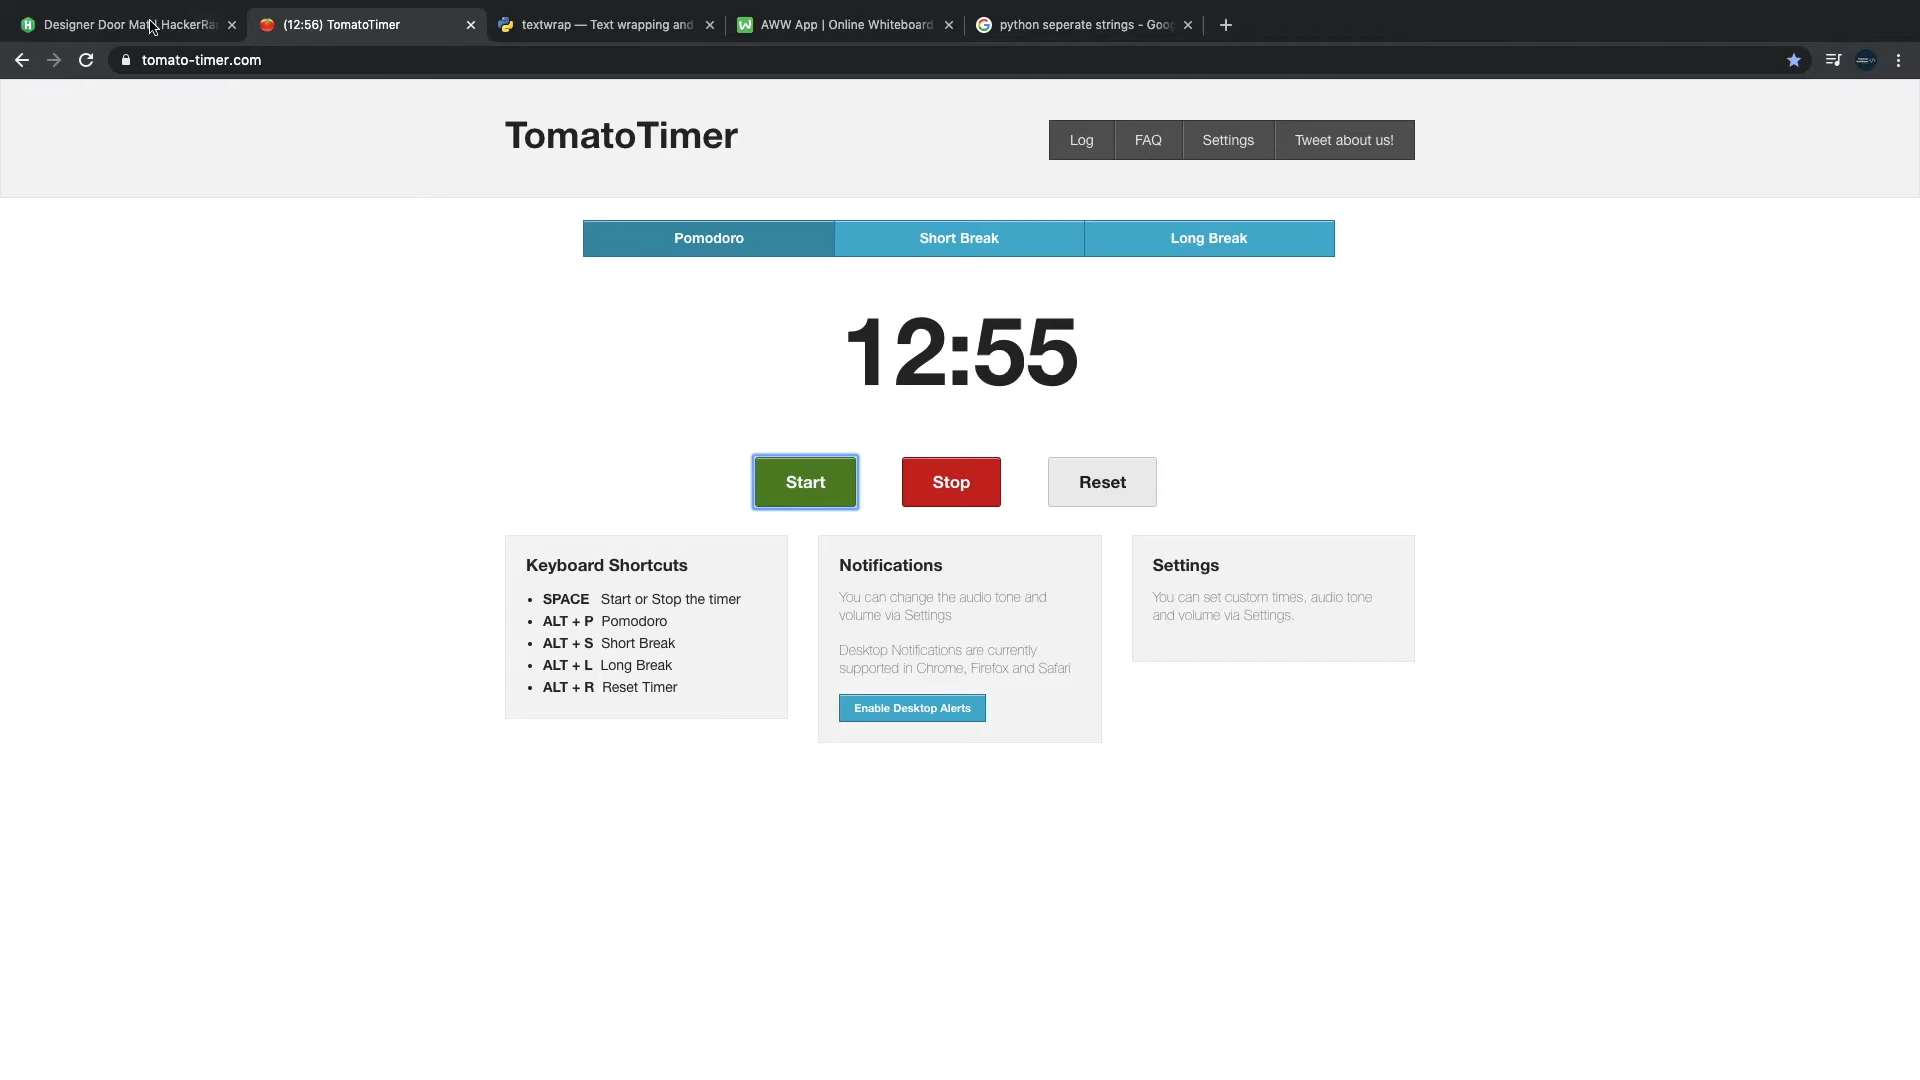 Designer Door Mat HackerRa
(12:56) TomatoTimer
textwrap — Text wrapping and
AWW App | Online Whiteboard
python seperate strings - Goog
tomato-timer.com
TomatoTimer
Log
FAQ
Settings
Tweet about us!
Pomodoro
Short Break
Long Break
12:55
Start
Stop
Reset
Keyboard Shortcuts
• SPACE Start or Stop the timer
• ALT + P Pomodoro
• ALT + S Short Break
• ALT + L Long Break
• ALT + R Reset Timer
Notifications
You can change the audio tone and
volume via Settings
Desktop Notifications are currently
supported in Chrome, Firefox and Safari
Enable Desktop Alerts
Settings
You can set custom times, audio tone
and volume via Settings.